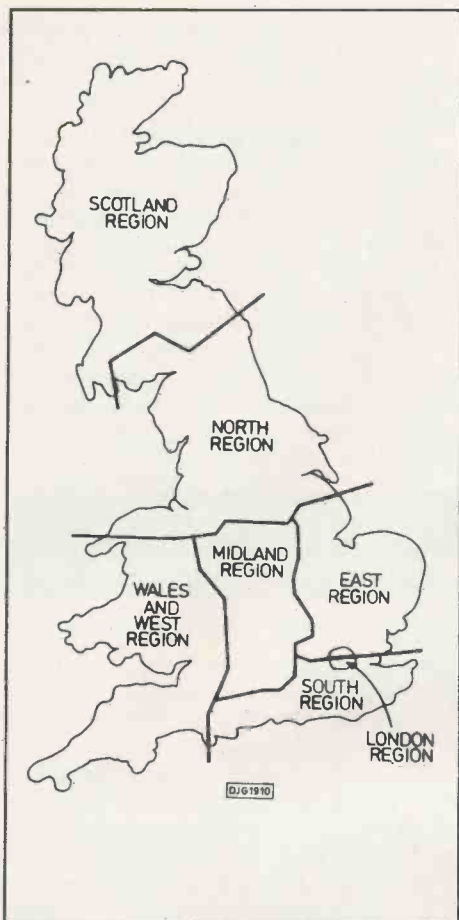 SCOTLAND
REGION
NORTH
REGION
MIDLAND
REGION
EAST
REGION
WALES
AND
WEST
REGION
SOUTH
REGION
LONDON
REGION
DJG1910